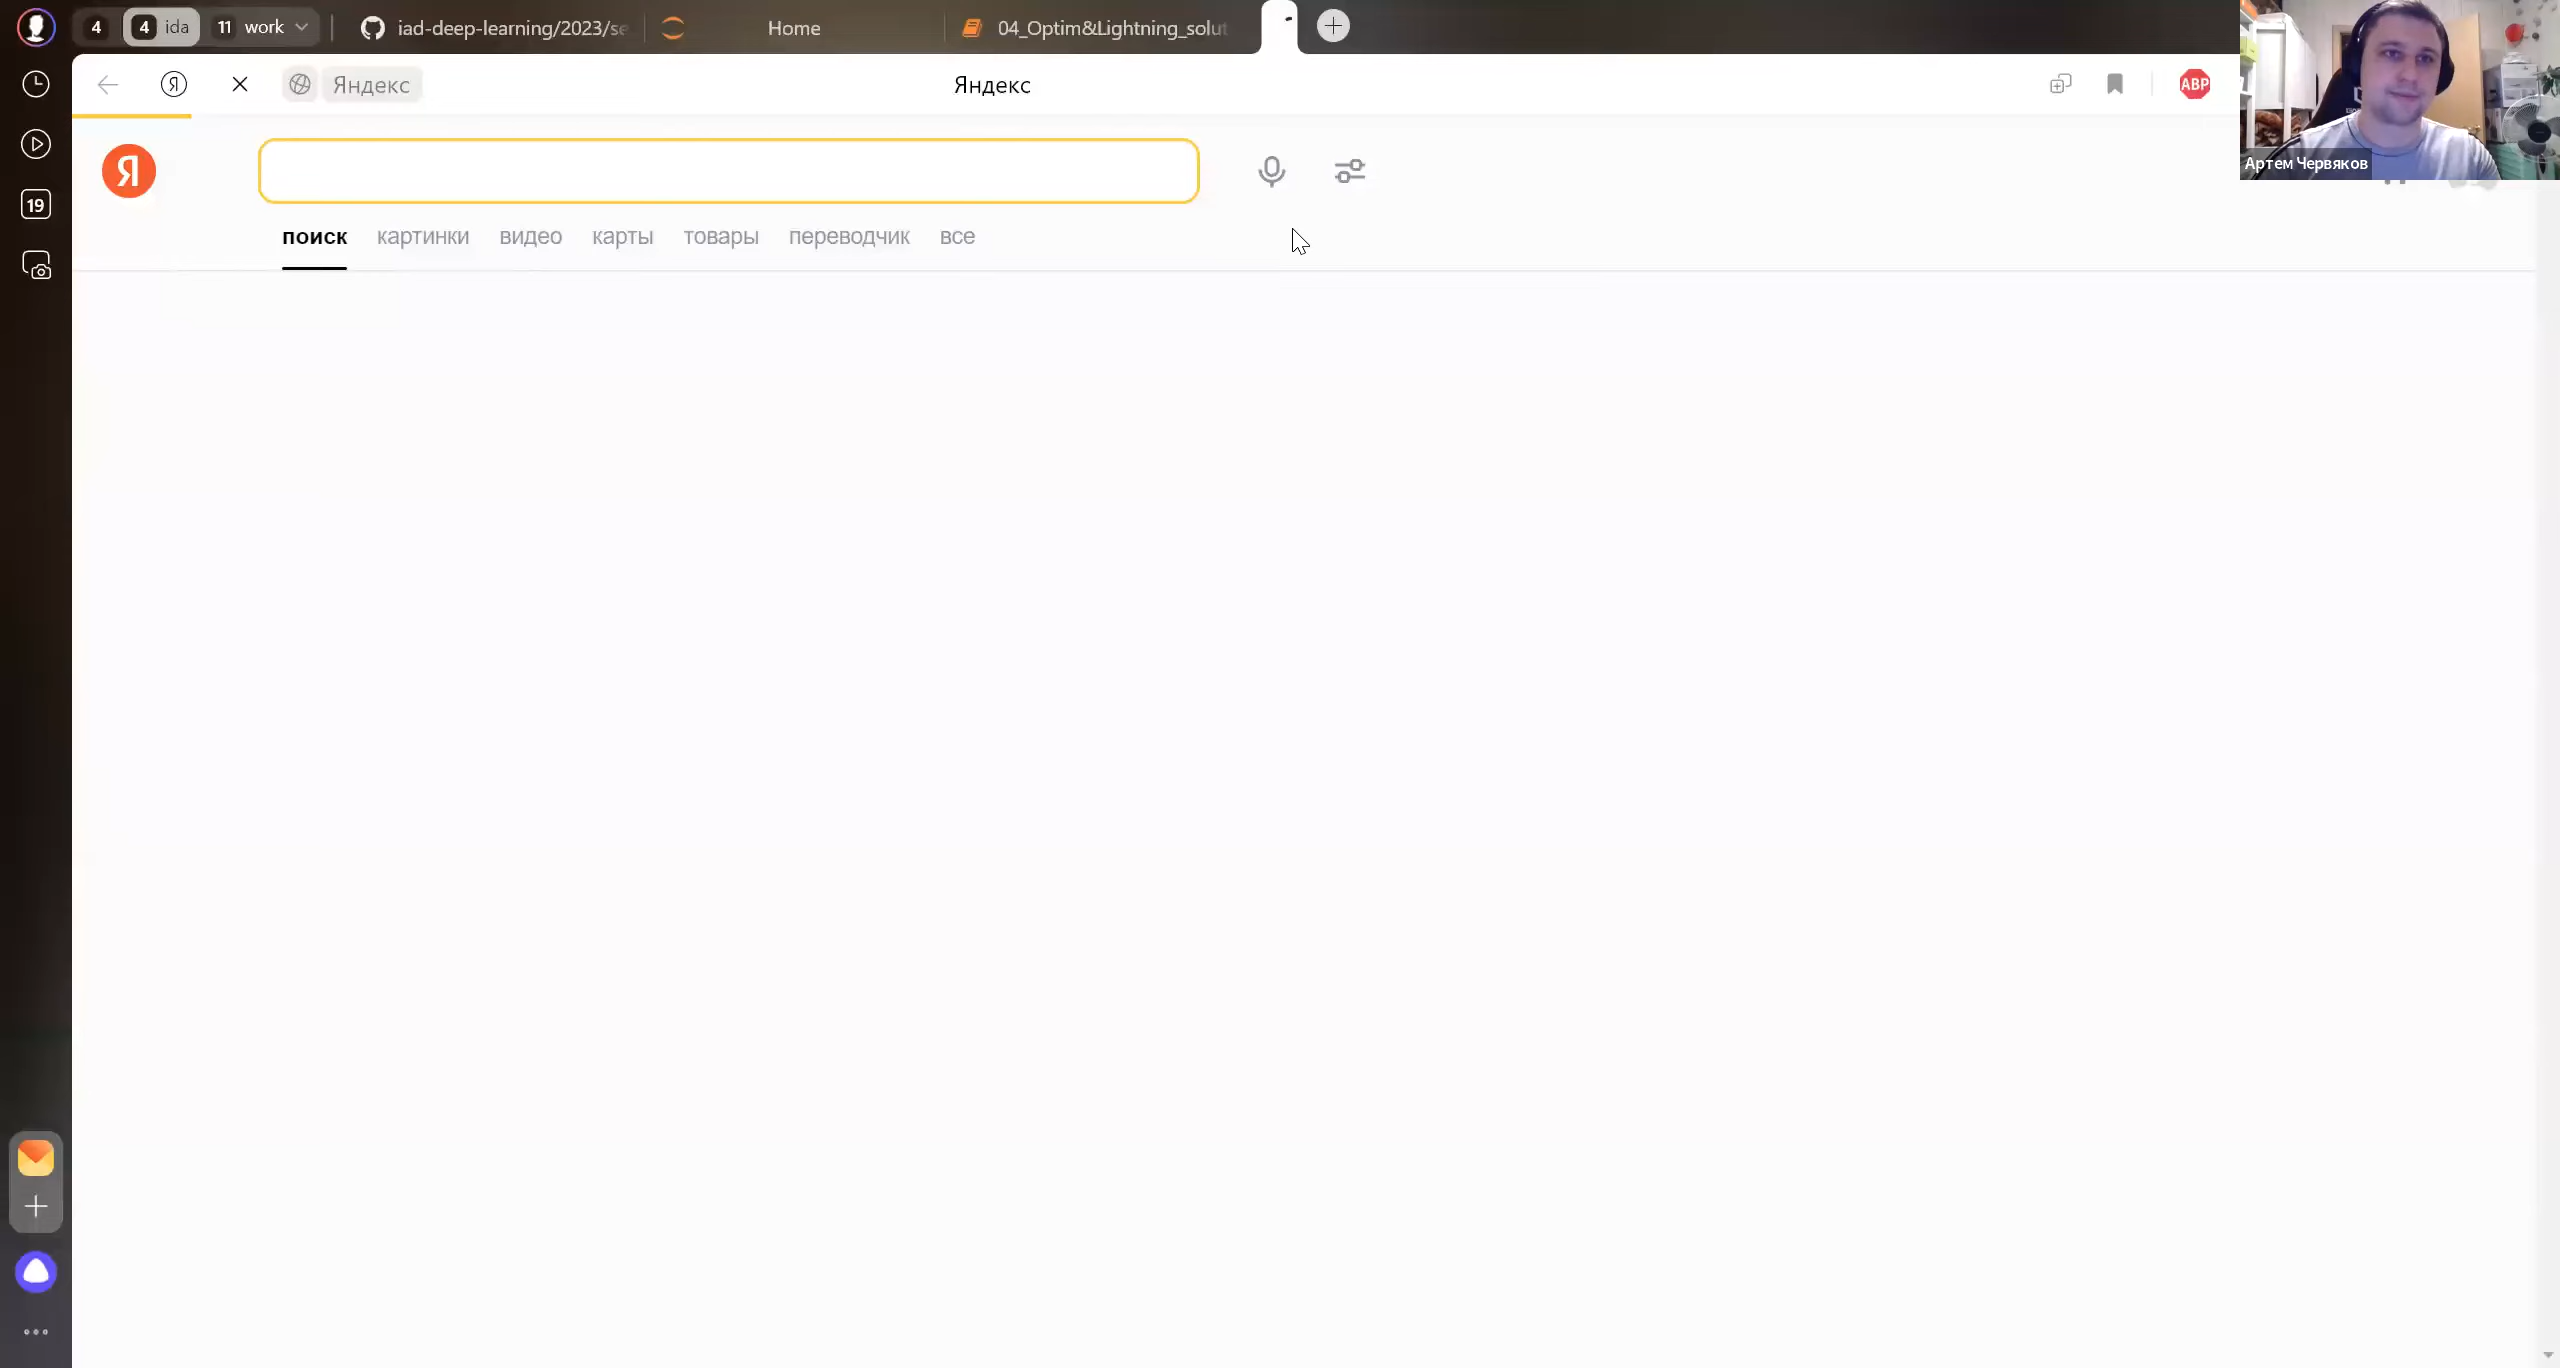 4 4 ida 11 work iad-deep-learning/2023/se Home 04_Optim&Lightning_solut
Я Яндекс Яндекс ABP
Я
19
поиск картинки видео карты товары переводчик все
Артем Червяков